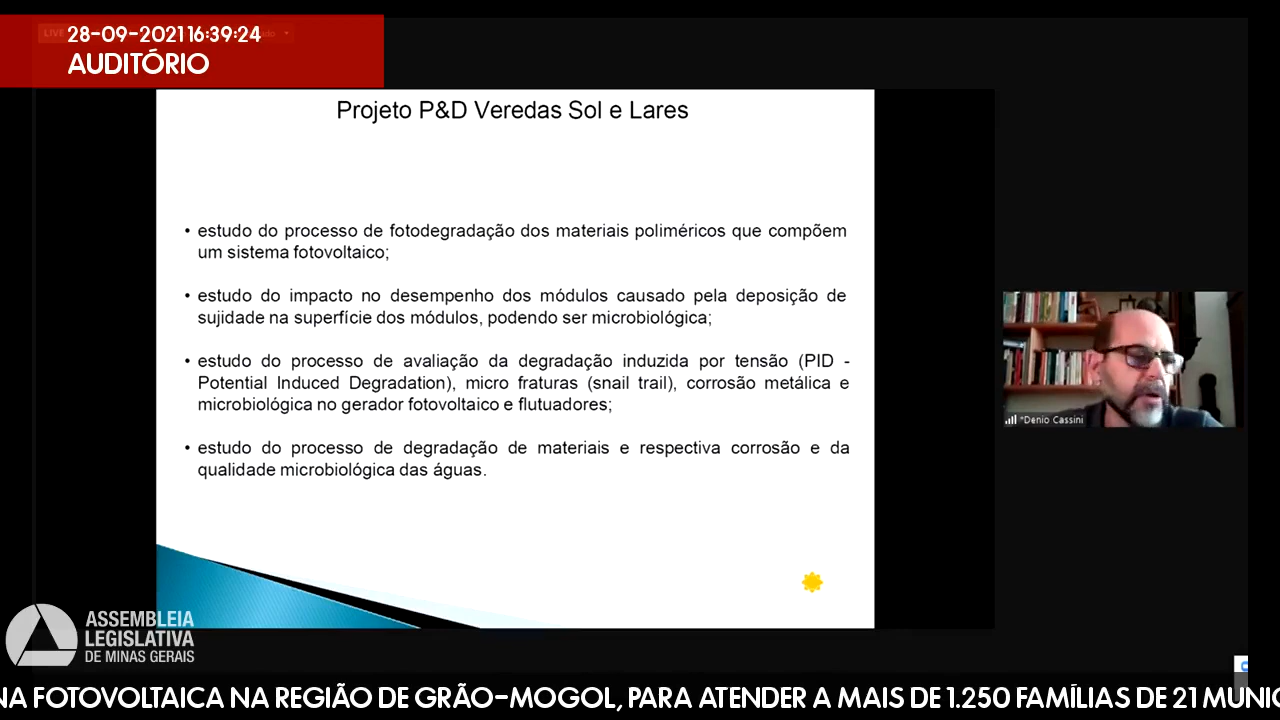 28-09-2021 16:39:24
AUDITÓRIO
LIVE
Projeto P&D Veredas Sol e Lares
• estudo do processo de fotodegradação dos materiais poliméricos que compõem
um sistema fotovoltaico;
• estudo do impacto no desempenho dos módulos causado pela deposição de
sujidade na superfície dos módulos, podendo ser microbiológica;
• estudo do processo de avaliação da degradação induzida por tensão (PID -
Potential Induced Degradation), micro fraturas (snail trail), corrosão metálica e
microbiológica no gerador fotovoltaico e flutuadores;
• estudo do processo de degradação de materiais e respectiva corrosão e da
qualidade microbiológica das águas.
*Denio Cassini
ASSEMBLEIA
LEGISLATIVA
DE MINAS GERAIS
NA FOTOVOLTAICA NA REGIÃO DE GRÃO-MOGOL, PARA ATENDER A MAIS DE 1.250 FAMÍLIAS DE 21 MUNIC